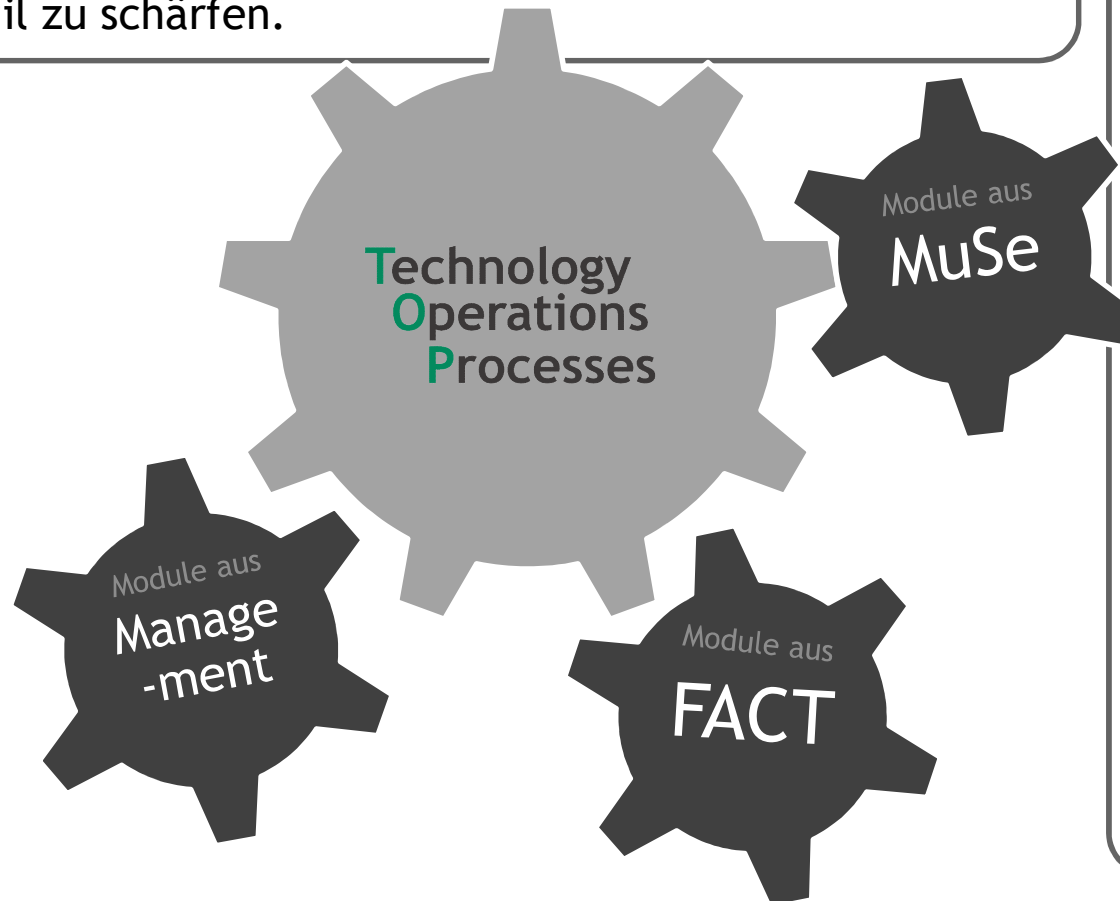 il zu schärfen.
Technology
Operations
Processes
Module aus
MuSe
Module aus
Manage
-ment
Module aus
FACT